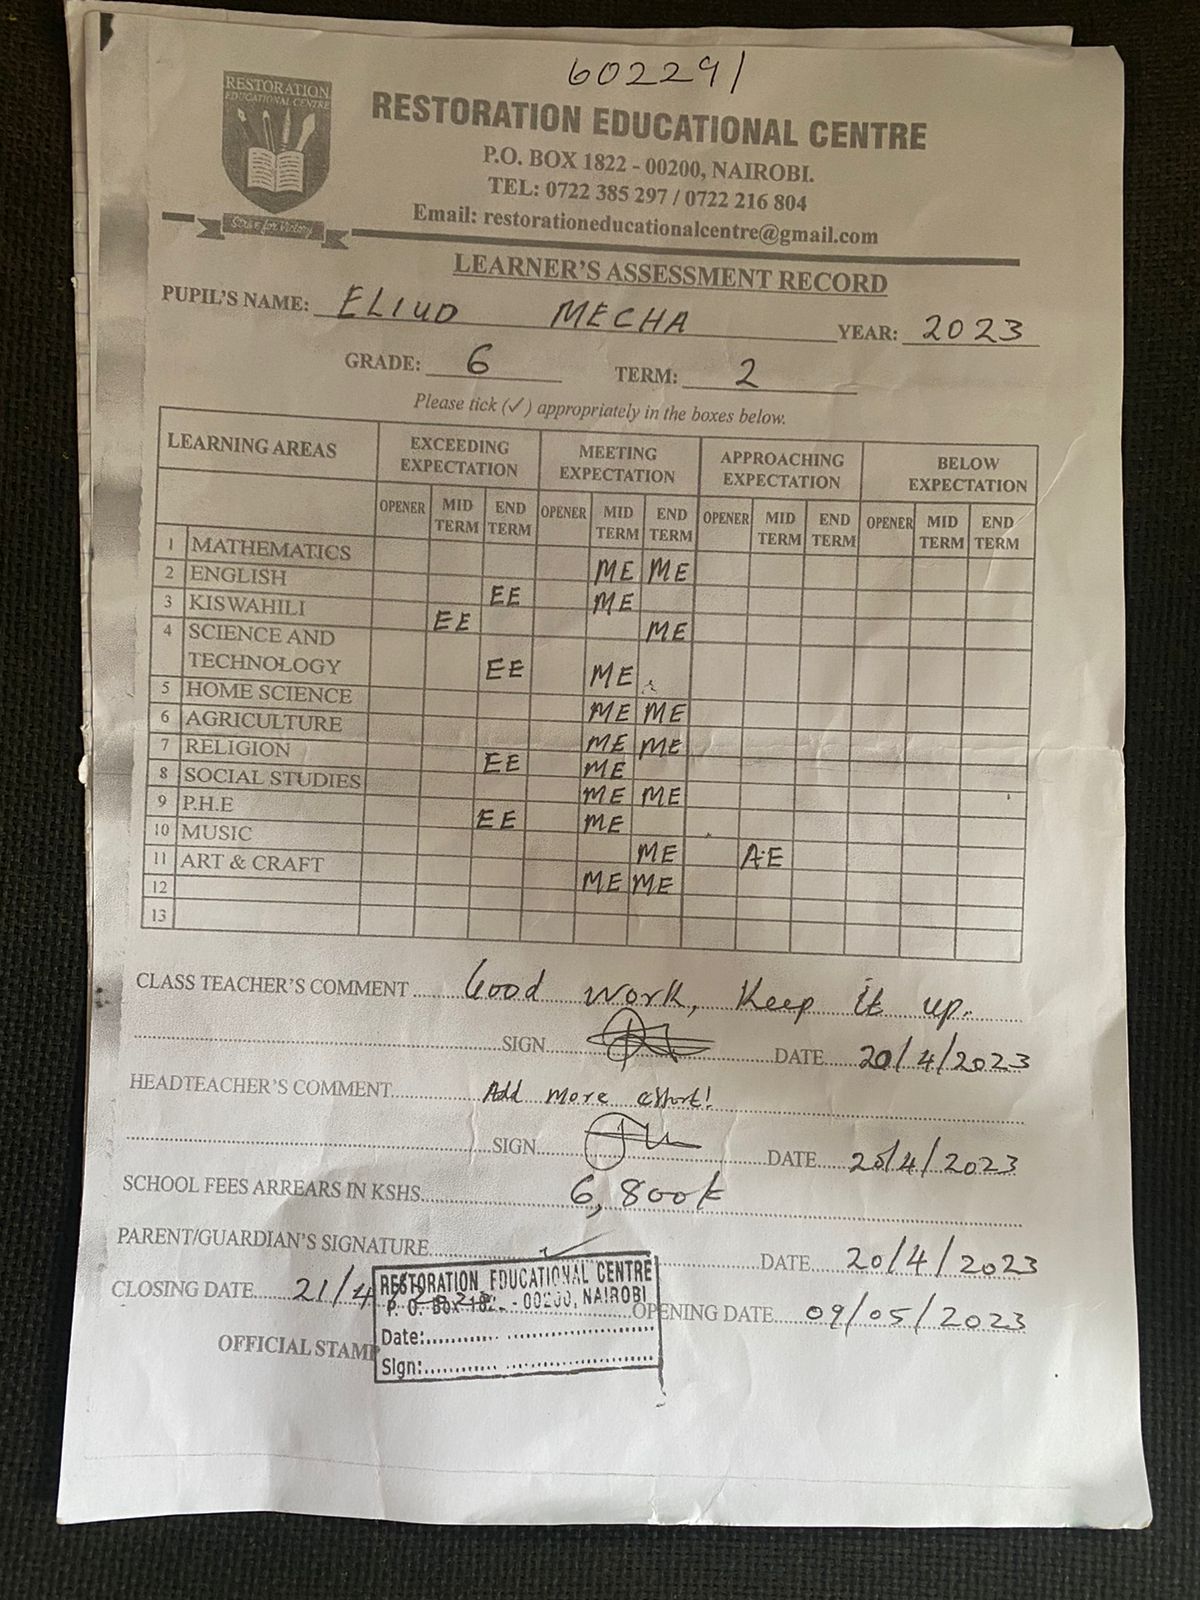 602291
RESTORATION
EDUCATIONAL CENTRE
Strive for Victory
RESTORATION EDUCATIONAL CENTRE
P.O. BOX 1822 - 00200, NAIROBI.
TEL: 0722 385 297 / 0722 216 804
Email: restorationeducationalcentre@gmail.com
LEARNER'S ASSESSMENT RECORD
PUPIL'S NAME: ELIUD MECHA YEAR: 2023
GRADE: 6 TERM: 2
Please tick (✓) appropriately in the boxes below.
LEARNING AREAS EXCEEDING EXPECTATION MEETING EXPECTATION APPROACHING EXPECTATION BELOW EXPECTATION
OPENER MID TERM END TERM OPENER MID TERM END TERM OPENER MID TERM END TERM OPENER MID TERM END TERM
1 MATHEMATICS ME ME
2 ENGLISH EE ME
3 KISWAHILI EE ME
4 SCIENCE AND
TECHNOLOGY EE ME
5 HOME SCIENCE ME ME
6 AGRICULTURE ME ME
7 RELIGION EE ME
8 SOCIAL STUDIES ME ME
9 P.H.E EE ME
10 MUSIC ME A.E
11 ART & CRAFT ME ME
12
13
CLASS TEACHER'S COMMENT Good work, Keep it up.
SIGN DATE 20/4/2023
HEADTEACHER'S COMMENT Add more effort!
SIGN DATE 20/4/2023
SCHOOL FEES ARREARS IN KSHS 6,800k
PARENT/GUARDIAN'S SIGNATURE DATE 20/4/2023
CLOSING DATE 21/4/ OPENING DATE 09/05/2023
OFFICIAL STAMP
RESTORATION EDUCATIONAL CENTRE
P. O. BOX 182 - 00200, NAIROBI
Date:
Sign: